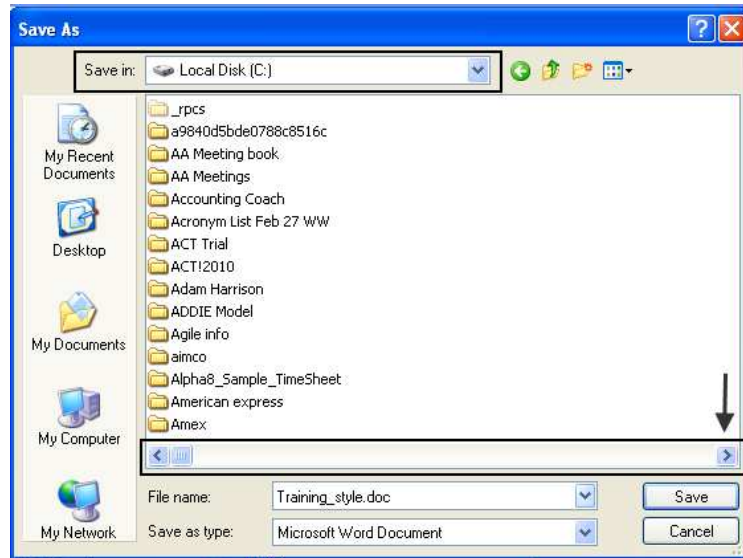 Save As
Save in: Local Disk (C:)
My Recent
Documents
Desktop
My Documents
My Computer
My Network
_rpcs
a9840d5bde0788c8516c
AA Meeting book
AA Meetings
Accounting Coach
Acronym List Feb 27 WW
ACT Trial
ACT!2010
Adam Harrison
ADDIE Model
Agile info
aimco
Alpha8_Sample_TimeSheet
American express
Amex
File name: Training_style.doc Save
Save as type: Microsoft Word Document Cancel